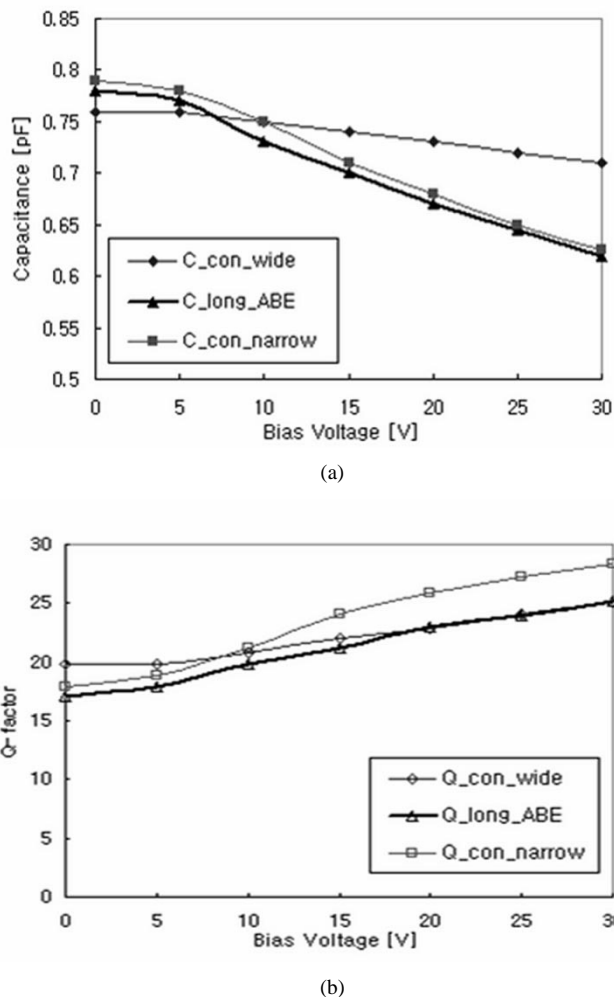 0.85
0.8
0.75
0.7
0.65
0.6
0.55
0.5
Capacitance [pF]
C_con_wide
C_long_ABE
C_con_narrow
0 5 10 15 20 25 30
Bias Voltage [V]
(a)
30
25
20
15
10
5
0
Q-factor
Q_con_wide
Q_long_ABE
Q_con_narrow
0 5 10 15 20 25 30
Bias Voltage [V]
(b)